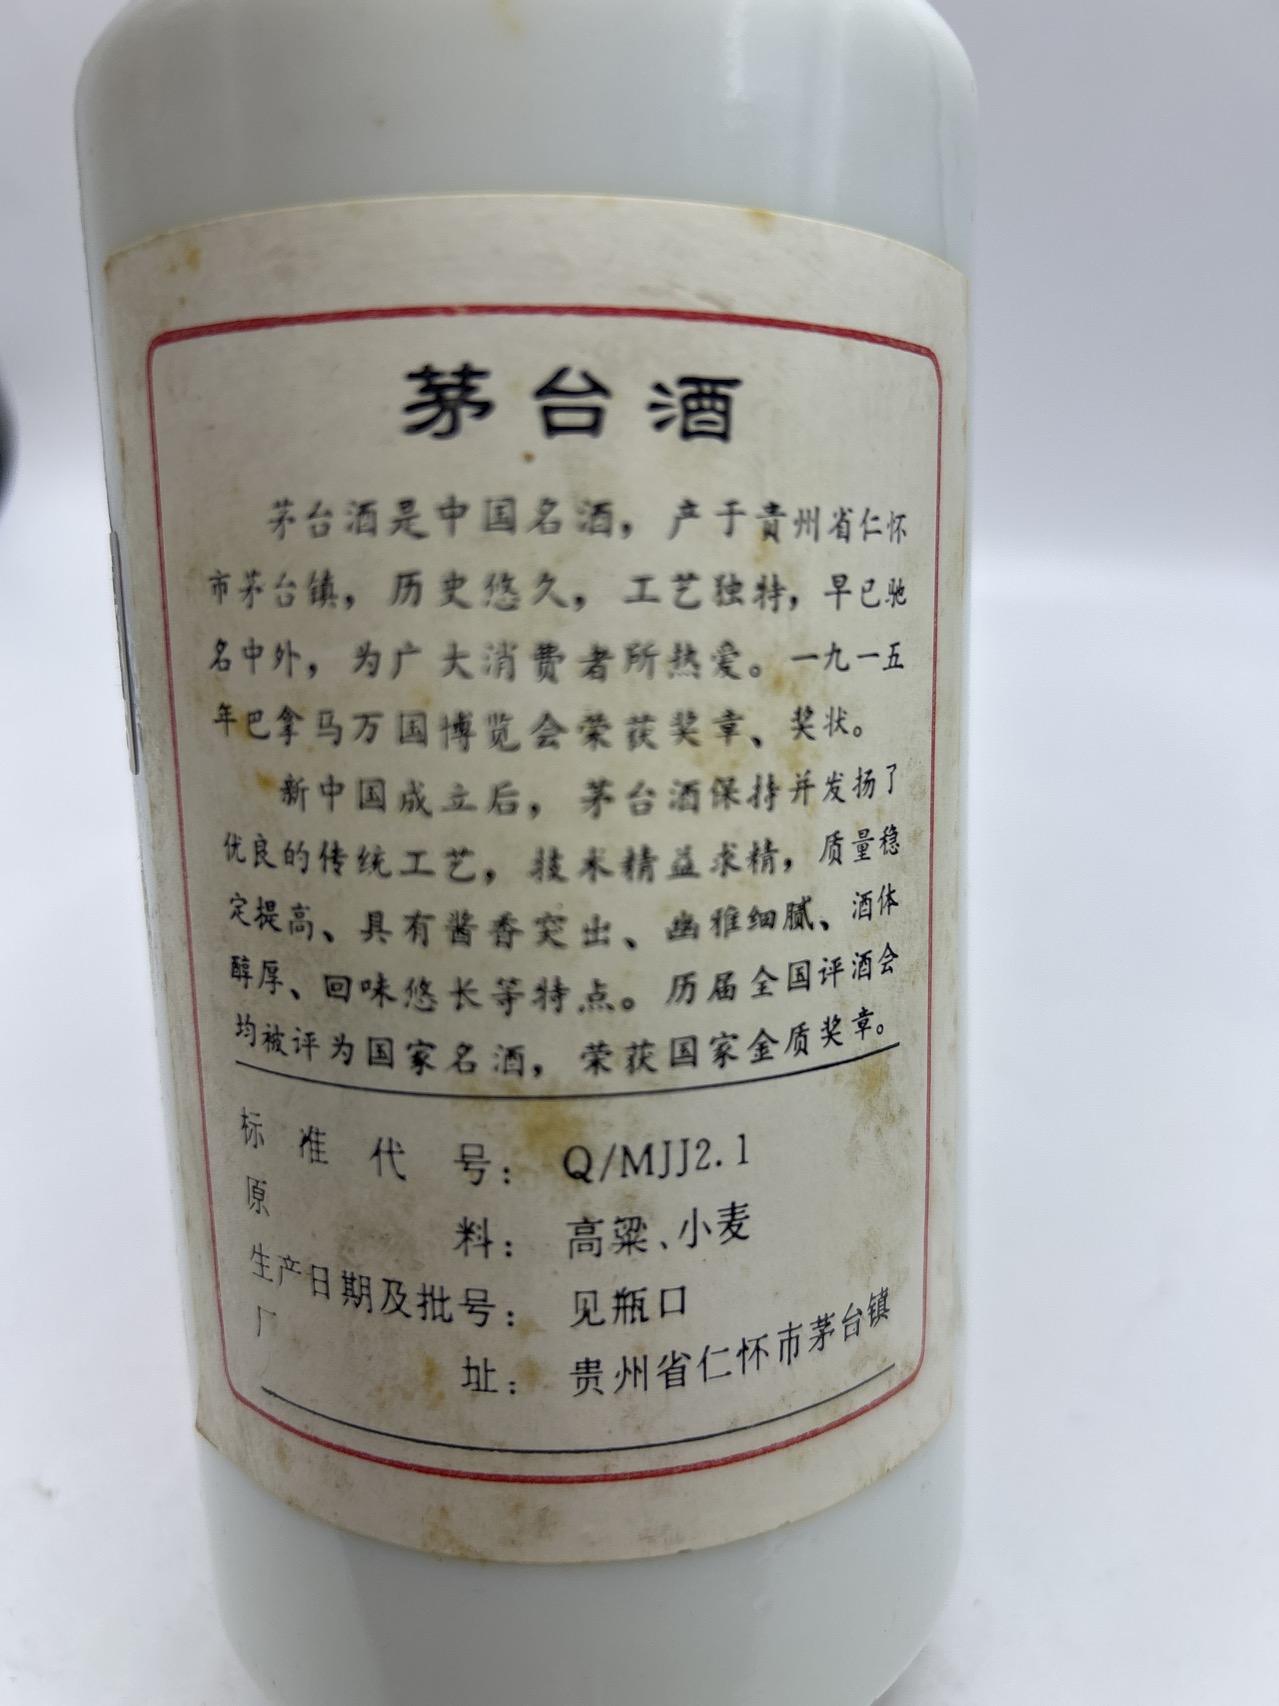 茅台酒
茅台酒是中国名酒，产于贵州省仁怀
市茅台镇，历史悠久，工艺独特，早已驰
名中外，为广大消费者所热爱。一九一五
年巴拿马万国博览会荣获奖章、奖状。
新中国成立后，茅台酒保持并发扬了
优良的传统工艺，技术精益求精，质量稳
定提高、具有酱香突出、幽雅细腻、酒体
醇厚、回味悠长等特点。历届全国评酒会
均被评为国家名酒，荣获国家金质奖章。
标准代号：Q/MJJ2.1
原料：高粱、小麦
生产日期及批号：见瓶口
厂址：贵州省仁怀市茅台镇